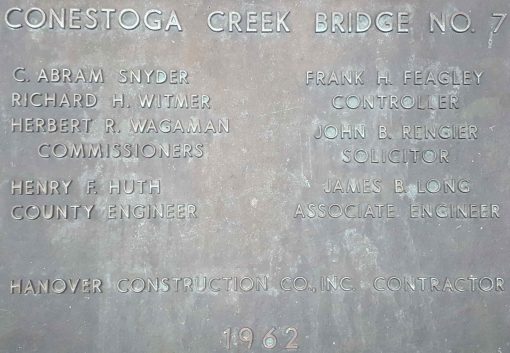 CONESTOGA CREEK BRIDGE NO. 7
C. ABRAM SNYDER
RICHARD H. WITMER
HERBERT R. WAGAMAN
COMMISSIONERS
HENRY F. HUTH
COUNTY ENGINEER
FRANK H. FEAGLEY
CONTROLLER
JOHN B. RENGIER
SOLICITOR
JAMES B. LONG
ASSOCIATE ENGINEER
HANOVER CONSTRUCTION CO., INC. CONTRACTOR
1962